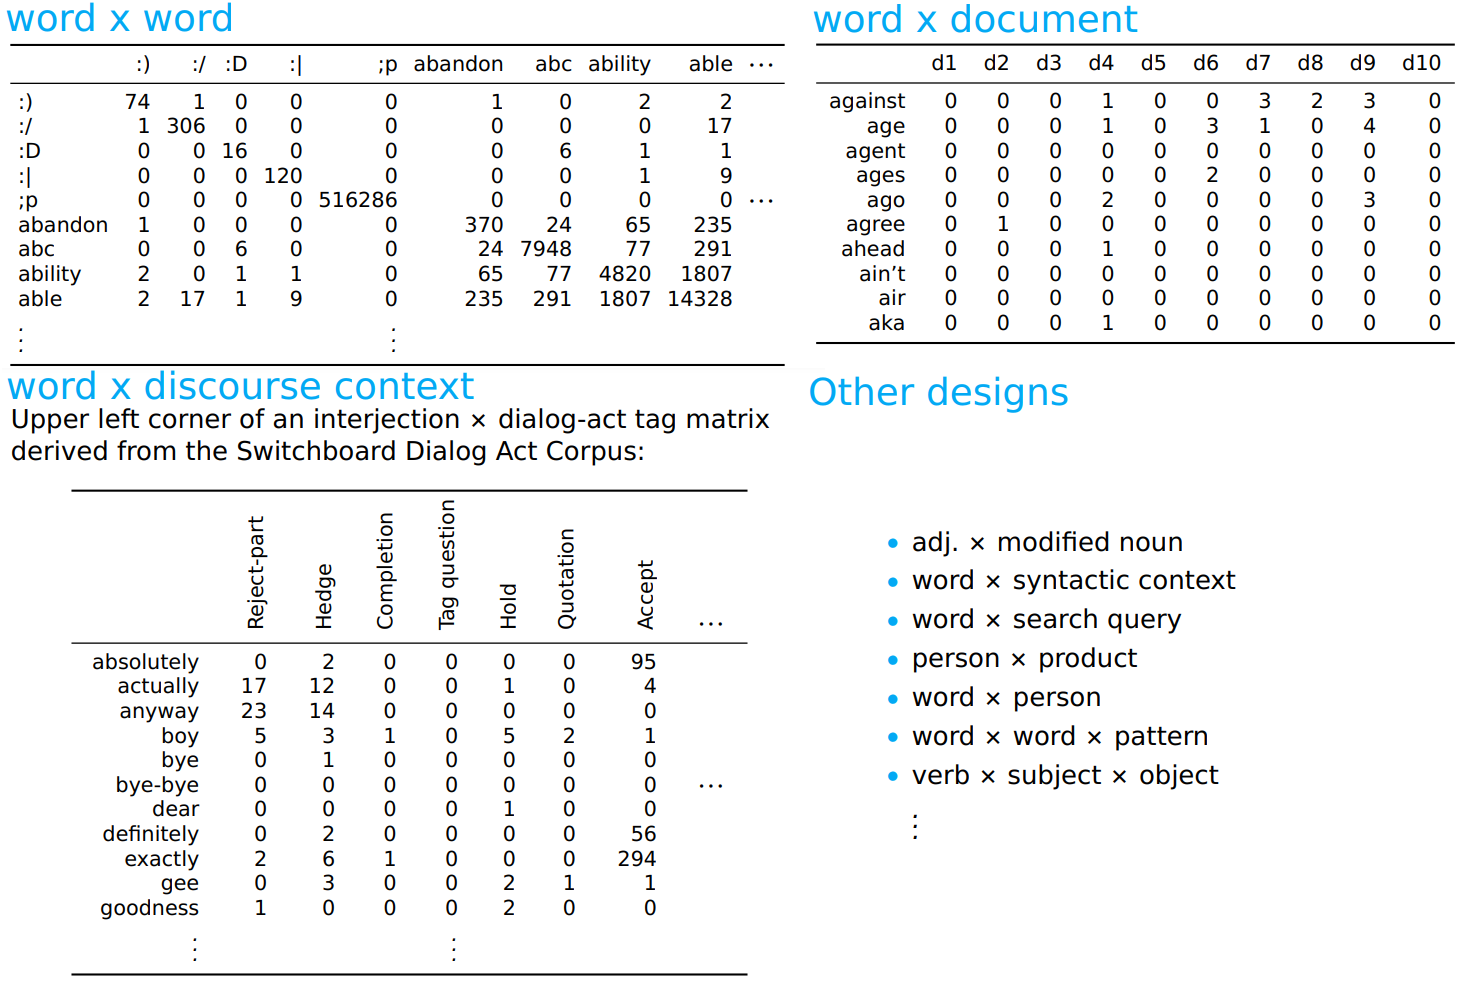 word x word
:) :/ :D :| ;p abandon abc ability able ⋯
:) 74 1 0 0 0 1 0 2 2
:/ 1 306 0 0 0 0 0 0 17
:D 0 0 16 0 0 0 6 1 1
:| 0 0 0 120 0 0 0 1 9
;p 0 0 0 0 516286 0 0 0 0 ⋯
abandon 1 0 0 0 0 370 24 65 235
abc 0 0 6 0 0 24 7948 77 291
ability 2 0 1 1 0 65 77 4820 1807
able 2 17 1 9 0 235 291 1807 14328
⋮ ⋮
word x document
d1 d2 d3 d4 d5 d6 d7 d8 d9 d10
against 0 0 0 1 0 0 3 2 3 0
age 0 0 0 1 0 3 1 0 4 0
agent 0 0 0 0 0 0 0 0 0 0
ages 0 0 0 0 0 2 0 0 0 0
ago 0 0 0 2 0 0 0 0 3 0
agree 0 1 0 0 0 0 0 0 0 0
ahead 0 0 0 1 0 0 0 0 0 0
ain’t 0 0 0 0 0 0 0 0 0 0
air 0 0 0 0 0 0 0 0 0 0
aka 0 0 0 1 0 0 0 0 0 0
word x discourse context
Upper left corner of an interjection × dialog-act tag matrix
derived from the Switchboard Dialog Act Corpus:
Reject-part Hedge Completion Tag question Hold Quotation Accept ⋯
absolutely 0 2 0 0 0 0 95
actually 17 12 0 0 1 0 4
anyway 23 14 0 0 0 0 0
boy 5 3 1 0 5 2 1
bye 0 1 0 0 0 0 0
bye-bye 0 0 0 0 0 0 0 ⋯
dear 0 0 0 0 1 0 0
definitely 0 2 0 0 0 0 56
exactly 2 6 1 0 0 0 294
gee 0 3 0 0 2 1 1
goodness 1 0 0 0 2 0 0
⋮ ⋮
Other designs
• adj. × modified noun
• word × syntactic context
• word × search query
• person × product
• word × person
• word × word × pattern
• verb × subject × object
⋮